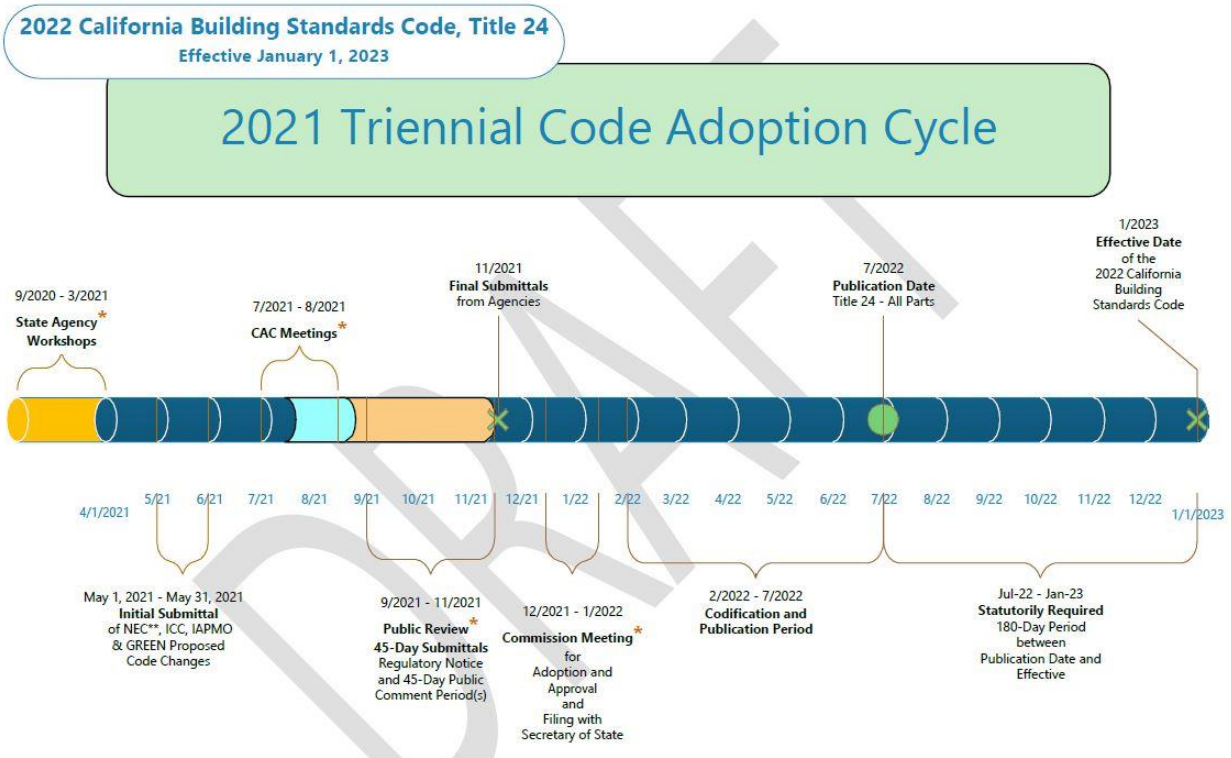 2022 California Building Standards Code, Title 24
Effective January 1, 2023
2021 Triennial Code Adoption Cycle
9/2020 - 3/2021
State Agency*
Workshops
7/2021 - 8/2021
CAC Meetings*
11/2021
Final Submittals
from Agencies
7/2022
Publication Date
Title 24 - All Parts
1/2023
Effective Date
of the
2022 California
Building
Standards Code
4/1/2021
5/21
6/21
7/21
8/21
9/21
10/21
11/21
12/21
1/22
2/22
3/22
4/22
5/22
6/22
7/22
8/22
9/22
10/22
11/22
12/22
1/1/2023
May 1, 2021 - May 31, 2021
Initial Submittal
of NEC**, ICC, IAPMO
& GREEN Proposed
Code Changes
9/2021 - 11/2021
Public Review*
45-Day Submittals
Regulatory Notice
and 45-Day Public
Comment Period(s)
12/2021 - 1/2022
Commission Meeting*
for
Adoption and
Approval
and
Filing with
Secretary of State
2/2022 - 7/2022
Codification and
Publication Period
Jul-22 - Jan-23
Statutorily Required
180-Day Period
between
Publication Date and
Effective
DRAFT